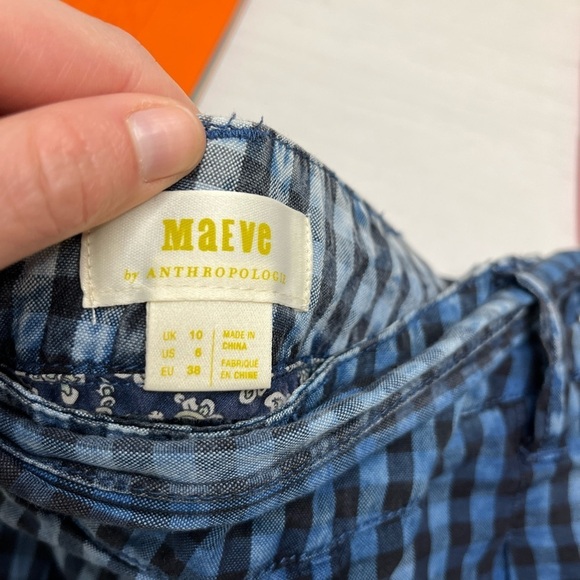 MaEve
by ANTHROPOLOGIE
UK 10
US 6
EU 38
MADE IN
CHINA
FABRIQUÉ
EN CHINE